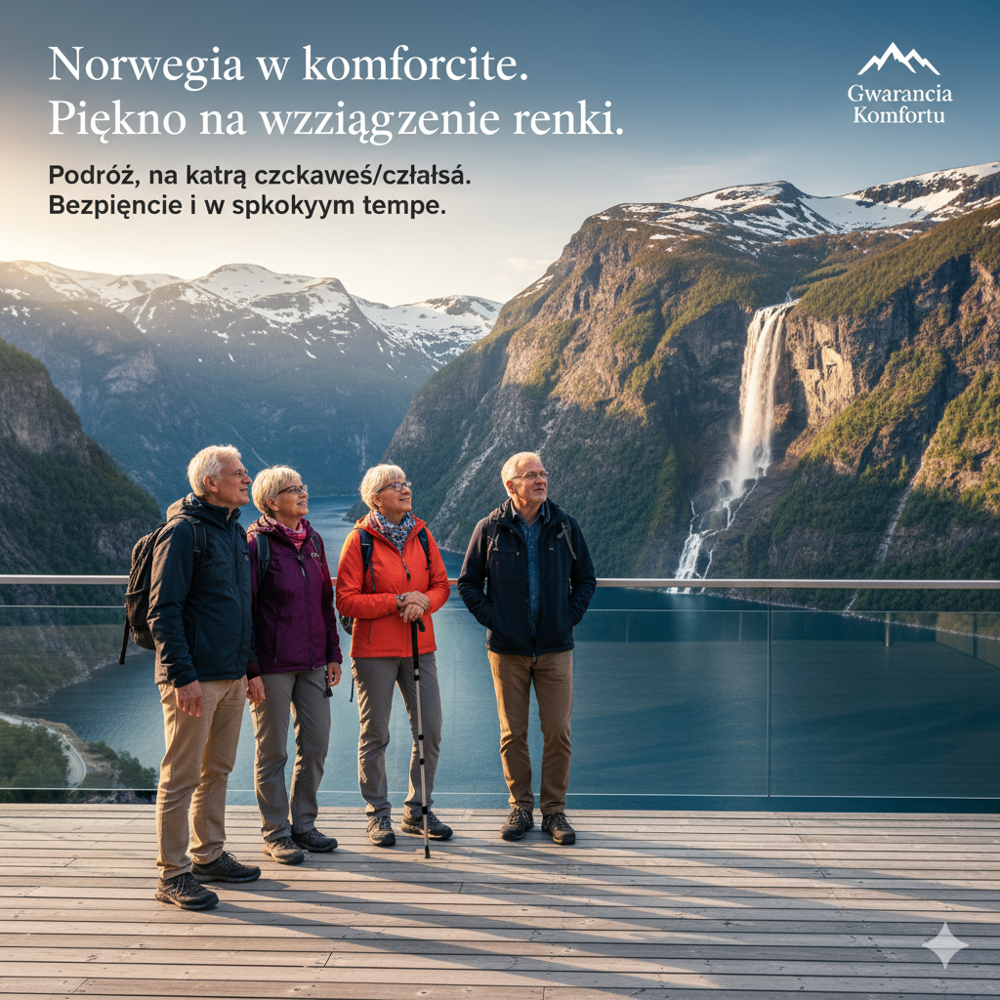 Norwegia w komforcite.
Piękno na wzziągzenie renki.
Podróż, na katrą czckaweś/człałsá.
Bezpięncie i w spkokyym tempe.
Gwarancia
Komfortu